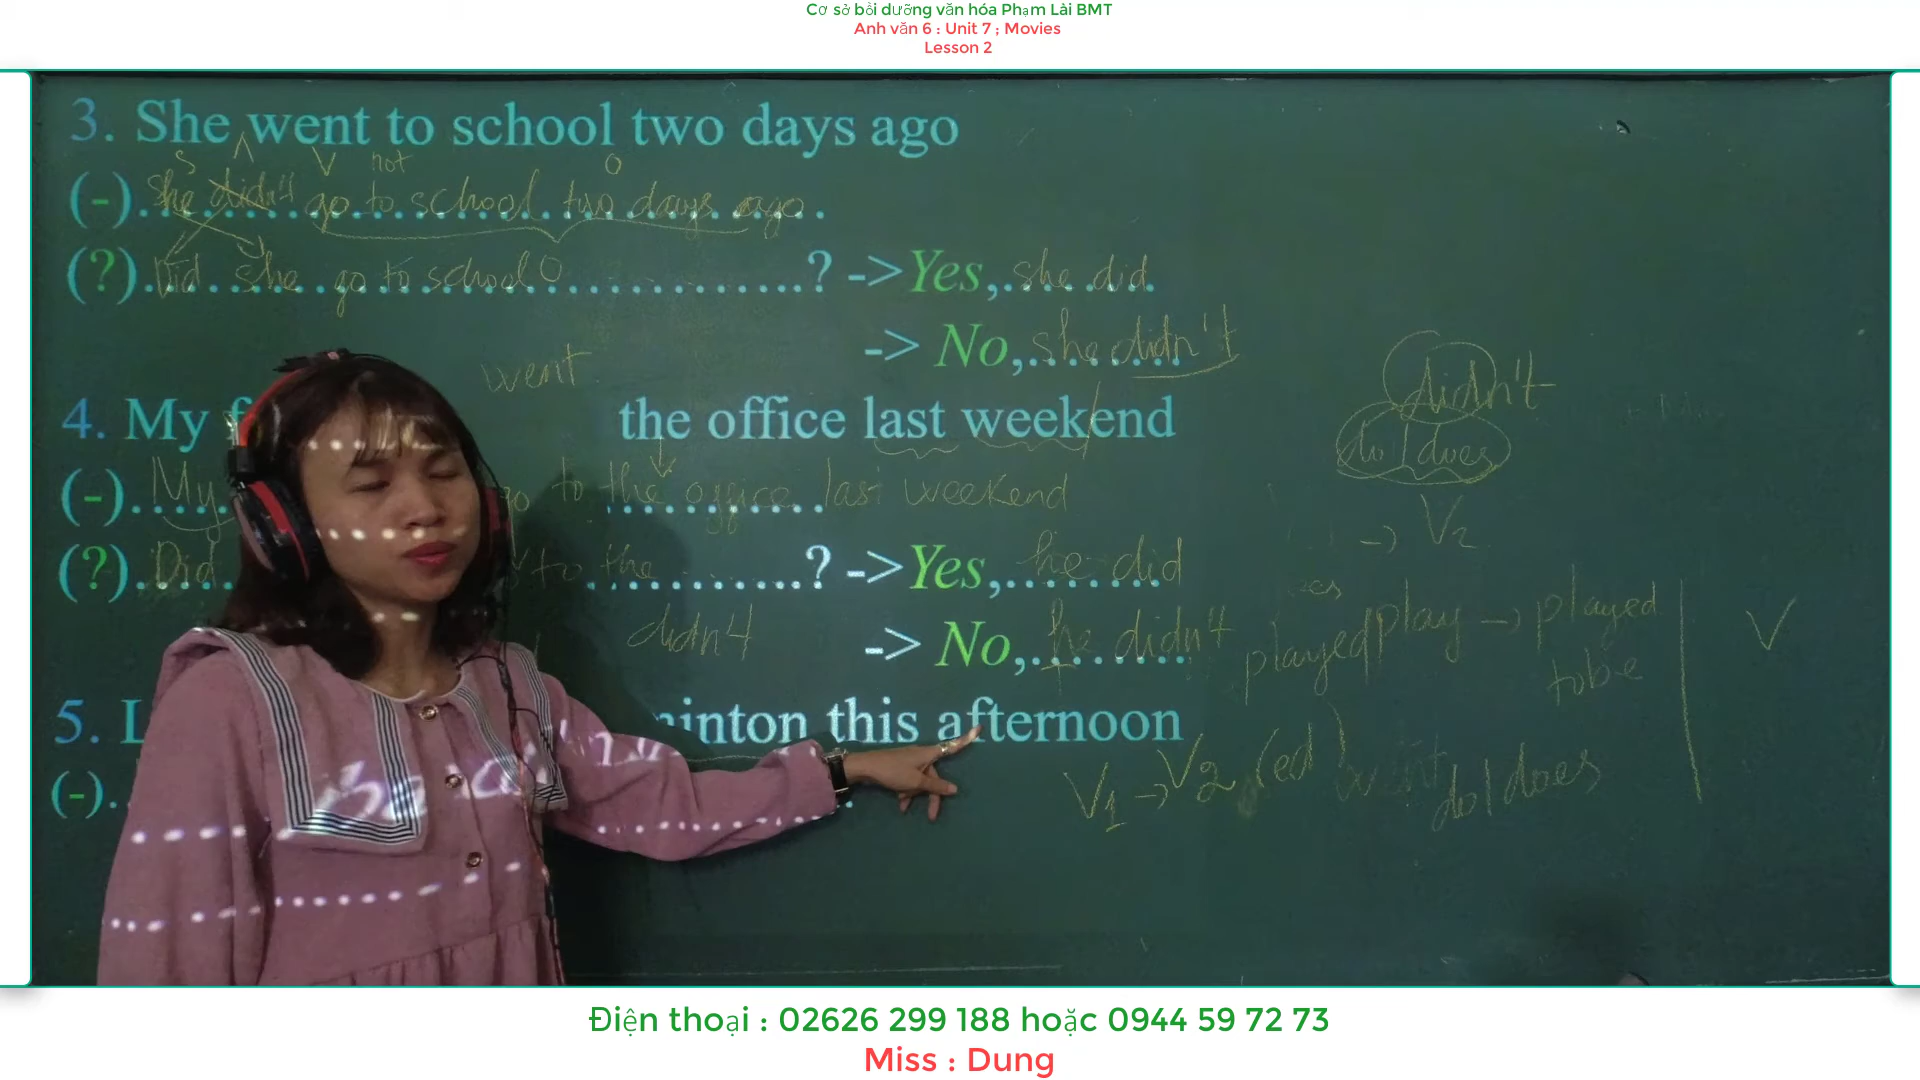 Cơ sở bồi dưỡng văn hóa Phạm Lài BMT
Anh văn 6 : Unit 7 ; Movies
Lesson 2
3. She went to school two days ago
S V not O
(-). She didn't go to school two days ago.
(?). Did she go to school O ? -> Yes, she did
-> No, she didn't
went
didn't
4. My the office last weekend
do / does
(-). My go to the office last weekend
-> V2
(?). Did to the ? -> Yes, he did
didn't -> No, he didn't
played play -> played
V
tobe
5. this afternoon
V1 -> V2 (ed) went do / does
(-).
Điện thoại : 02626 299 188 hoặc 0944 59 72 73
Miss : Dung